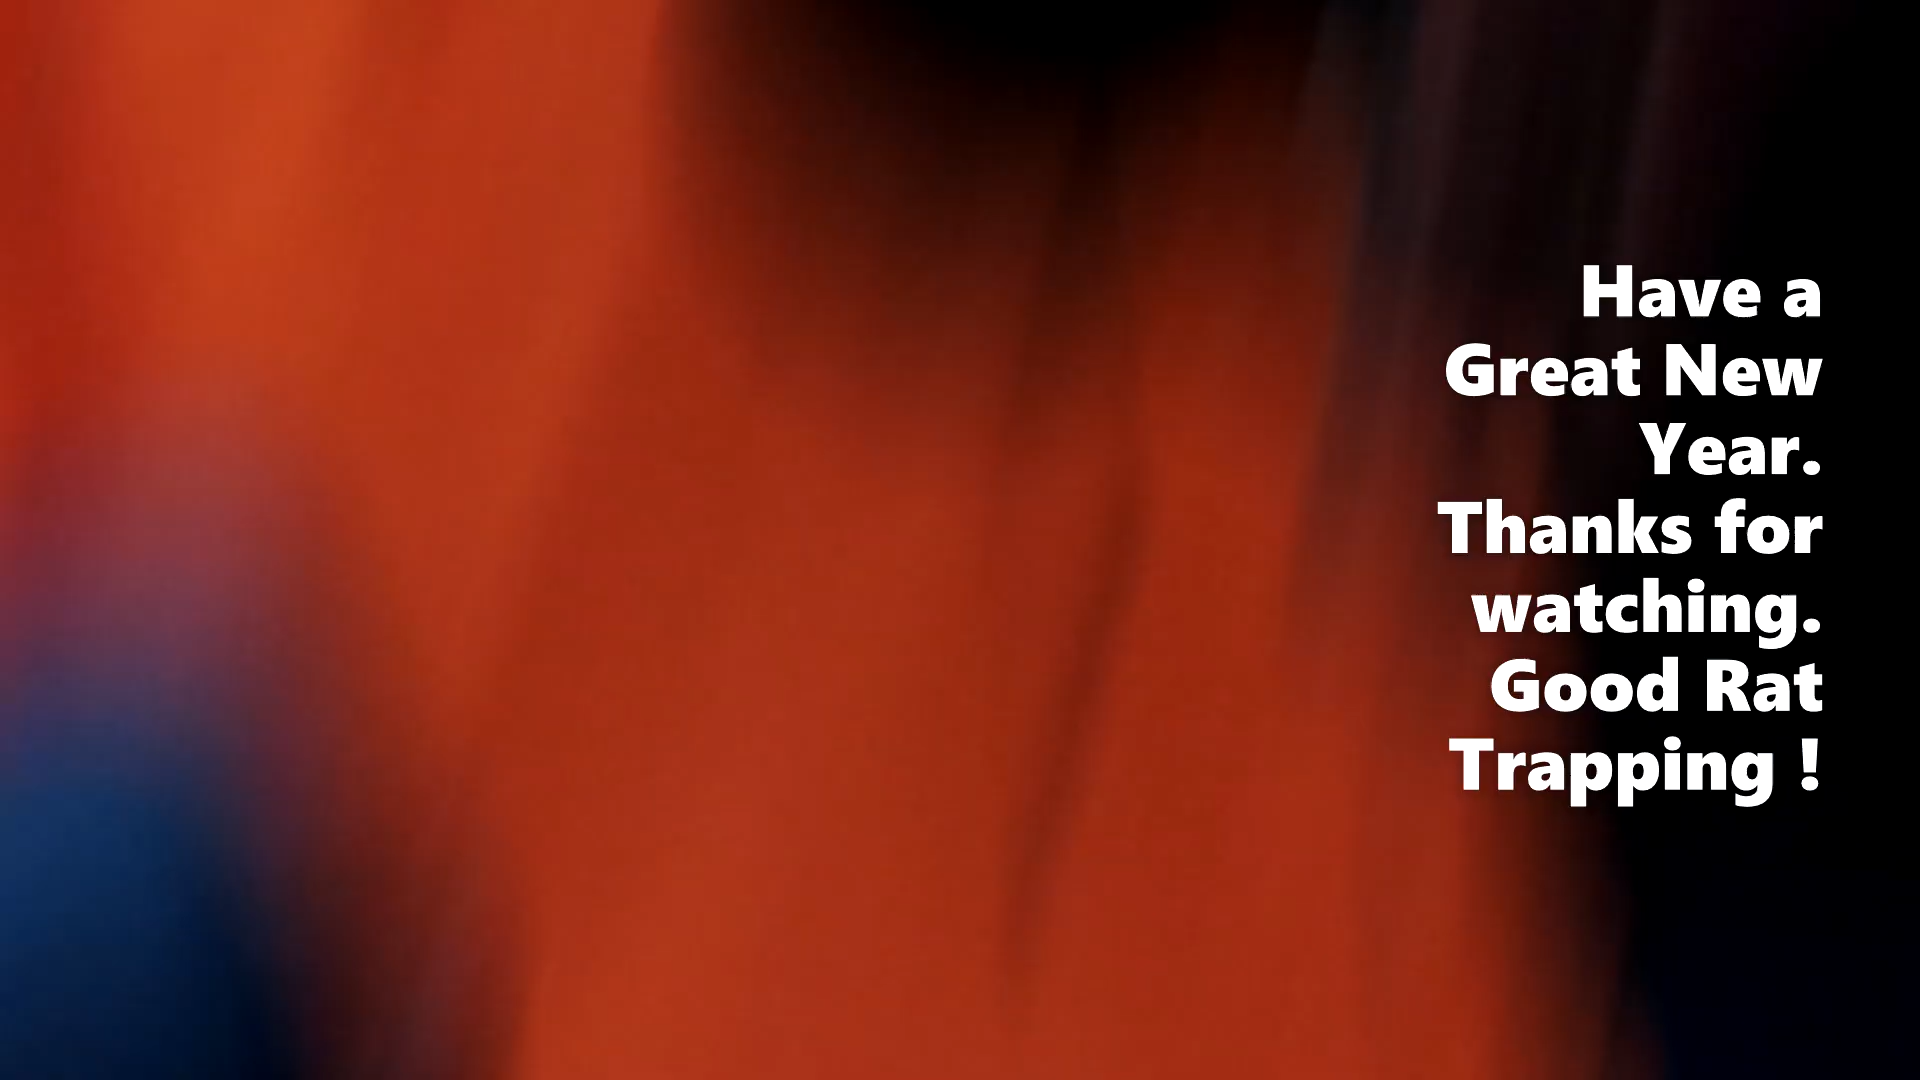 Have a
Great New
Year.
Thanks for
watching.
Good Rat
Trapping !